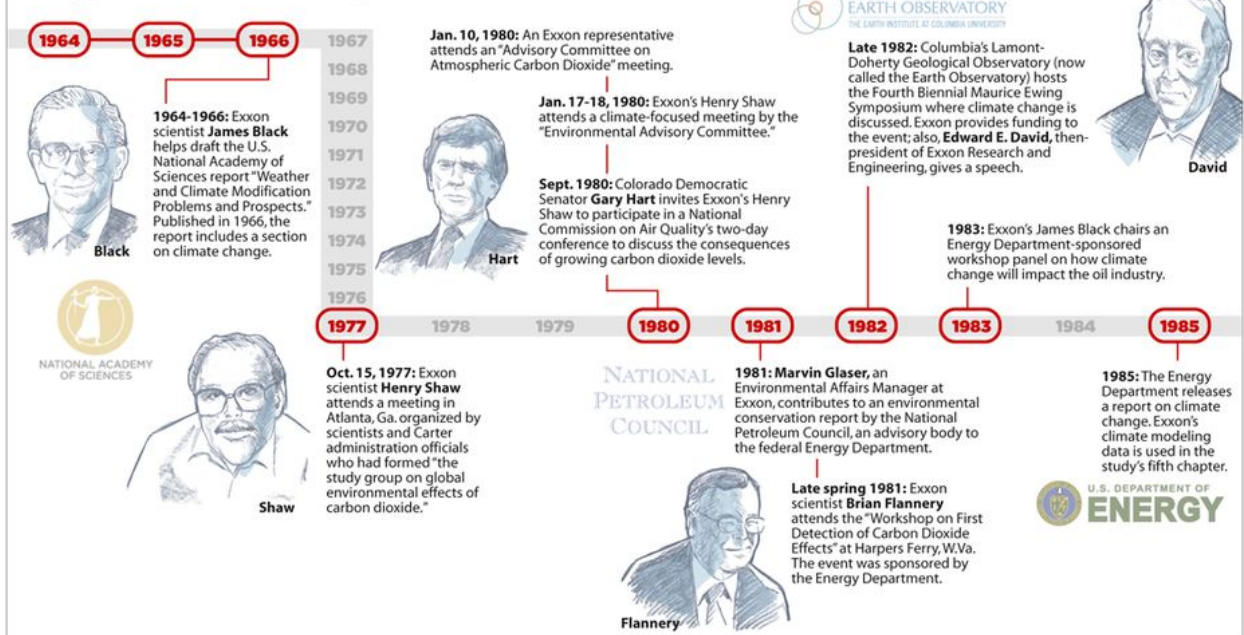 EARTH OBSERVATORY
THE EARTH INSTITUTE AT COLUMBIA UNIVERSITY
1964
1965
1966
1967
1968
1969
1970
1971
1972
1973
1974
1975
1976
1964-1966: Exxon
scientist James Black
helps draft the U.S.
National Academy of
Sciences report "Weather
and Climate Modification
Problems and Prospects."
Published in 1966, the
report includes a section
on climate change.
Black
NATIONAL ACADEMY
OF SCIENCES
Jan. 10, 1980: An Exxon representative
attends an "Advisory Committee on
Atmospheric Carbon Dioxide" meeting.
Jan. 17-18, 1980: Exxon's Henry Shaw
attends a climate-focused meeting by the
"Environmental Advisory Committee."
Sept. 1980: Colorado Democratic
Senator Gary Hart invites Exxon's Henry
Shaw to participate in a National
Commission on Air Quality's two-day
conference to discuss the consequences
of growing carbon dioxide levels.
Hart
Late 1982: Columbia's Lamont-
Doherty Geological Observatory (now
called the Earth Observatory) hosts
the Fourth Biennial Maurice Ewing
Symposium where climate change is
discussed. Exxon provides funding to
the event; also, Edward E. David, then-
president of Exxon Research and
Engineering, gives a speech.
David
1983: Exxon's James Black chairs an
Energy Department-sponsored
workshop panel on how climate
change will impact the oil industry.
1977
1978
1979
1980
1981
1982
1983
1984
1985
Oct. 15, 1977: Exxon
scientist Henry Shaw
attends a meeting in
Atlanta, Ga. organized by
scientists and Carter
administration officials
who had formed "the
study group on global
environmental effects of
carbon dioxide."
Shaw
NATIONAL
PETROLEUM
COUNCIL
1981: Marvin Glaser, an
Environmental Affairs Manager at
Exxon, contributes to an environmental
conservation report by the National
Petroleum Council, an advisory body to
the federal Energy Department.
Late spring 1981: Exxon
scientist Brian Flannery
attends the "Workshop on First
Detection of Carbon Dioxide
Effects" at Harpers Ferry, W.Va.
The event was sponsored by
the Energy Department.
Flannery
1985: The Energy
Department releases
a report on climate
change. Exxon's
climate modeling
data is used in the
study's fifth chapter.
U.S. DEPARTMENT OF
ENERGY